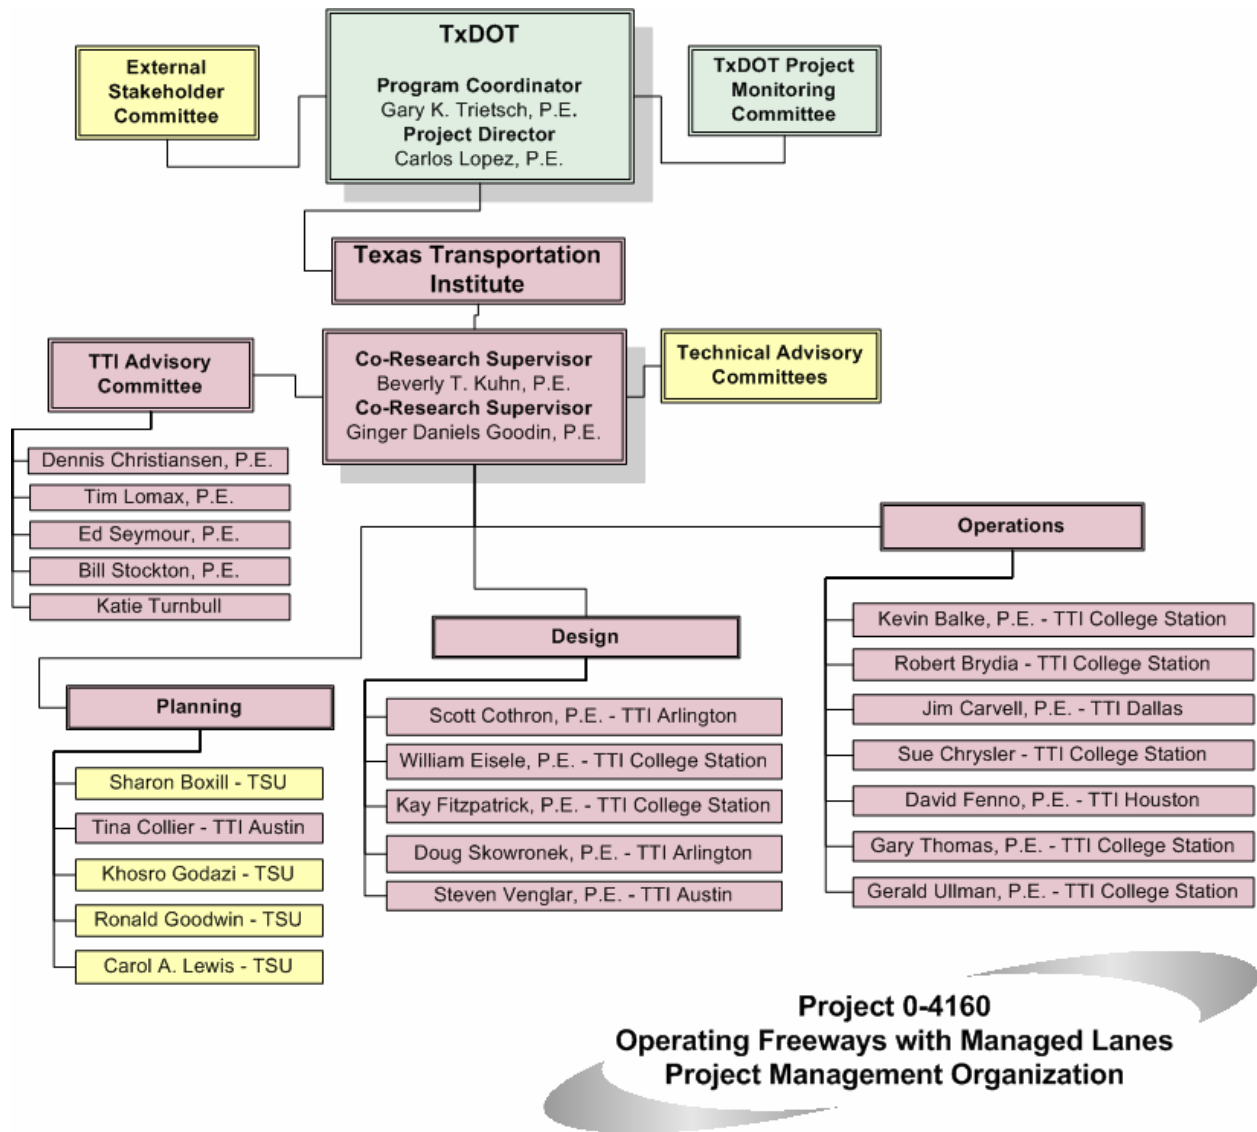 TxDOT
Program Coordinator
Gary K. Trietsch, P.E.
Project Director
Carlos Lopez, P.E.
External
Stakeholder
Committee
TxDOT Project
Monitoring
Committee
Texas Transportation
Institute
TTI Advisory
Committee
Co-Research Supervisor
Beverly T. Kuhn, P.E.
Co-Research Supervisor
Ginger Daniels Goodin, P.E.
Technical Advisory
Committees
Dennis Christiansen, P.E.
Tim Lomax, P.E.
Ed Seymour, P.E.
Bill Stockton, P.E.
Katie Turnbull
Planning
Sharon Boxill - TSU
Tina Collier - TTI Austin
Khosro Godazi - TSU
Ronald Goodwin - TSU
Carol A. Lewis - TSU
Design
Scott Cothron, P.E. - TTI Arlington
William Eisele, P.E. - TTI College Station
Kay Fitzpatrick, P.E. - TTI College Station
Doug Skowronek, P.E. - TTI Arlington
Steven Venglar, P.E. - TTI Austin
Operations
Kevin Balke, P.E. - TTI College Station
Robert Brydia - TTI College Station
Jim Carvell, P.E. - TTI Dallas
Sue Chrysler - TTI College Station
David Fenno, P.E. - TTI Houston
Gary Thomas, P.E. - TTI College Station
Gerald Ullman, P.E. - TTI College Station
Project 0-4160
Operating Freeways with Managed Lanes
Project Management Organization